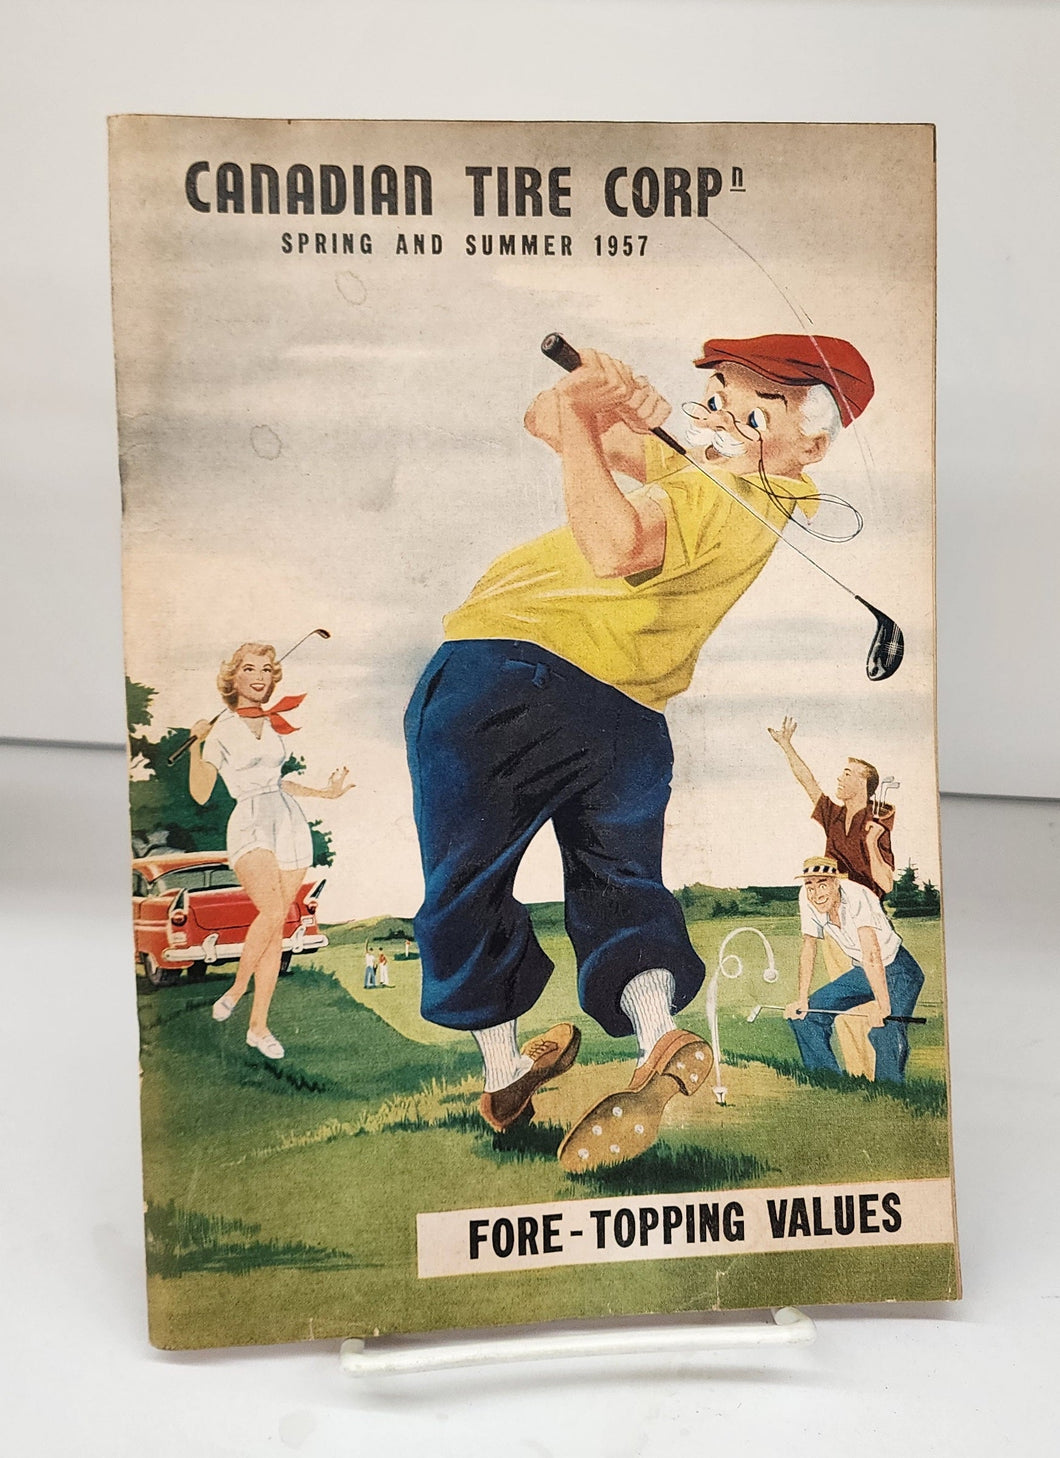 CANADIAN TIRE CORPn
SPRING AND SUMMER 1957
FORE-TOPPING VALUES